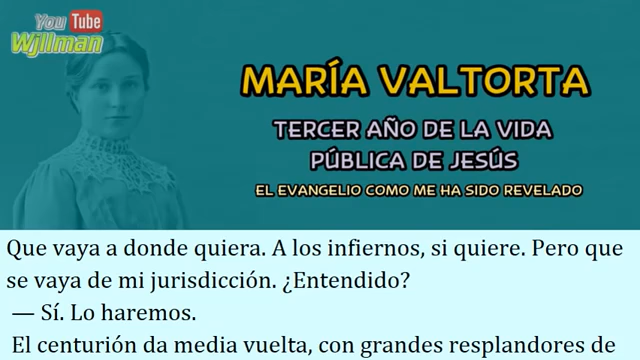 You Tube
Wjllman
MARÍA VALTORTA
TERCER AÑO DE LA VIDA
PÚBLICA DE JESÚS
EL EVANGELIO COMO ME HA SIDO REVELADO
Que vaya a donde quiera. A los infiernos, si quiere. Pero que
se vaya de mi jurisdicción. ¿Entendido?
— Sí. Lo haremos.
El centurión da media vuelta, con grandes resplandores de